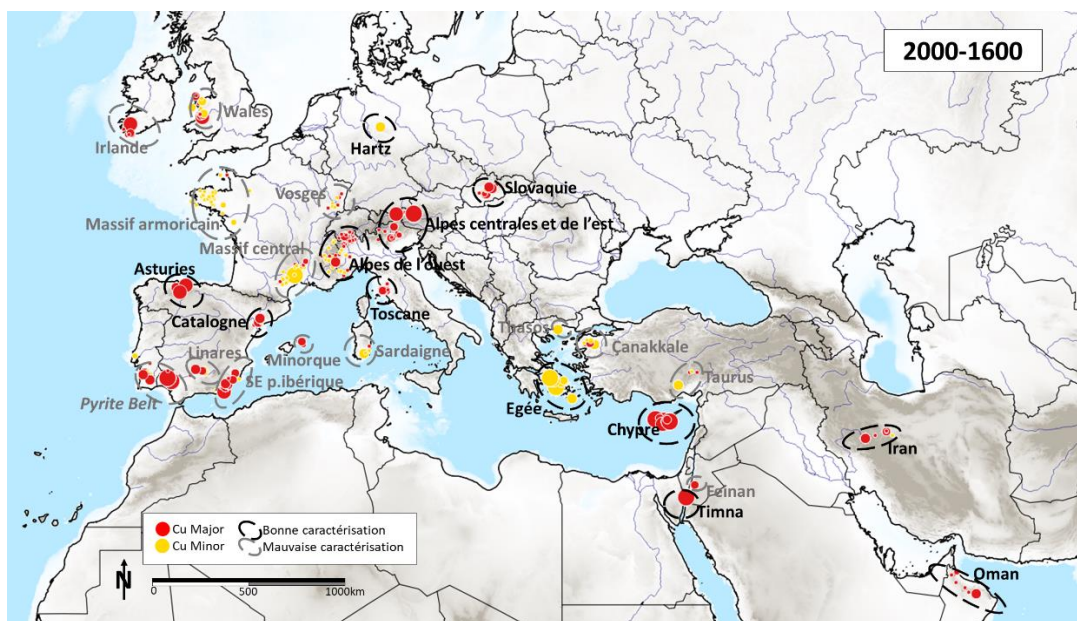 2000-1600
Wales
Irlande
Hartz
Slovaquie
Vosges
Massif armoricain
Alpes centrales et de l'est
Massif central
Alpes de l'ouest
Asturies
Toscane
Catalogne
Thasos
Minorque
Sardaigne
Çanakkale
Linares
SE p.ibérique
Taurus
Pyrite Belt
Egée
Chypre
Iran
Feinan
Timna
Oman
Cu Major
Bonne caractérisation
Cu Minor
Mauvaise caractérisation
N
0 500 1000km